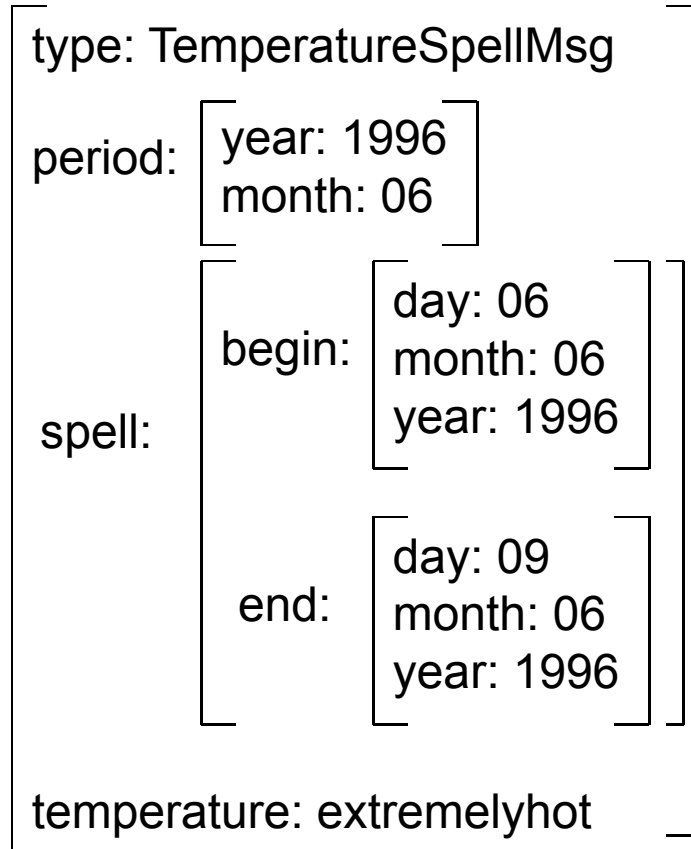 type: TemperatureSpellMsg
period:
year: 1996
month: 06
spell:
begin:
day: 06
month: 06
year: 1996
end:
day: 09
month: 06
year: 1996
temperature: extremelyhot